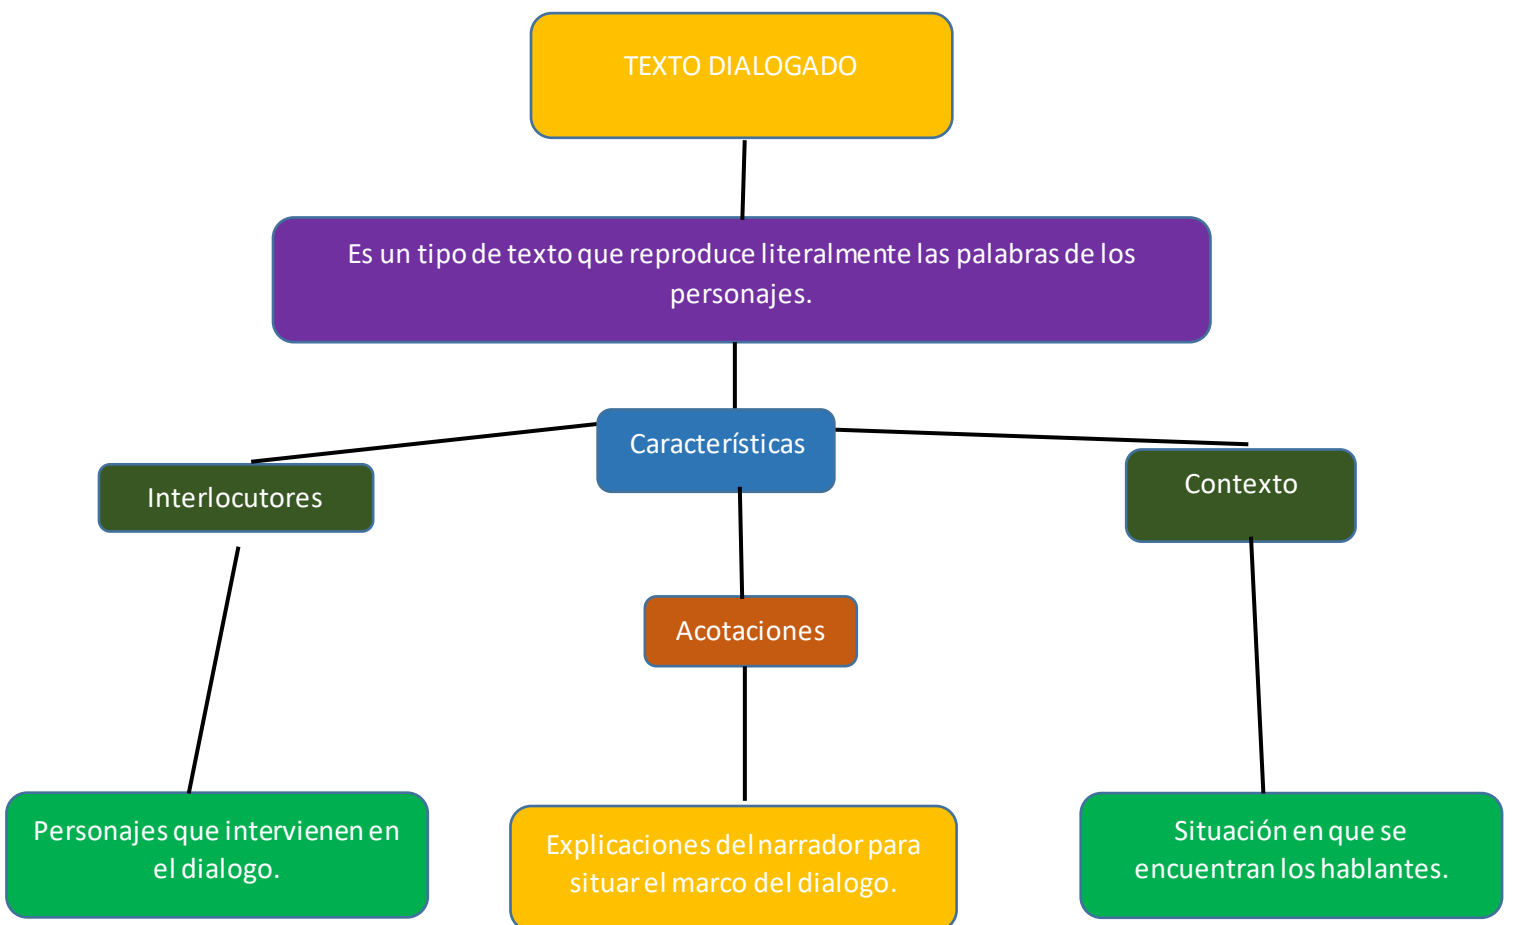 TEXTO DIALOGADO
Es un tipo de texto que reproduce literalmente las palabras de los
personajes.
Características
Interlocutores
Contexto
Acotaciones
Personajes que intervienen en
el dialogo.
Explicaciones del narrador para
situar el marco del dialogo.
Situación en que se
encuentran los hablantes.